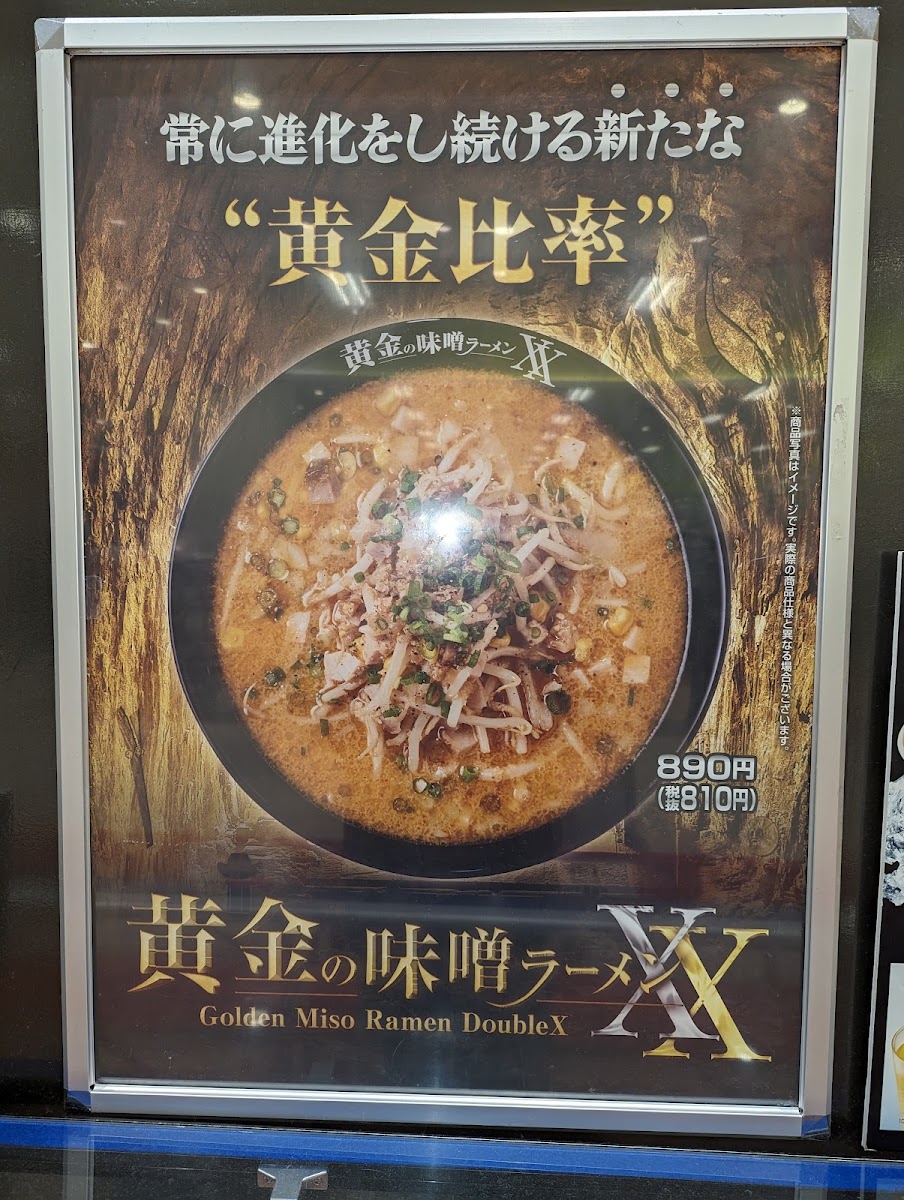 常に進化をし続ける新たな
“黄金比率”
黄金の味噌ラーメンXX
※商品写真はイメージです。実際の商品仕様と異なる場合がございます。
890円
(税抜810円)
黄金の味噌ラーメンXX
Golden Miso Ramen DoubleX